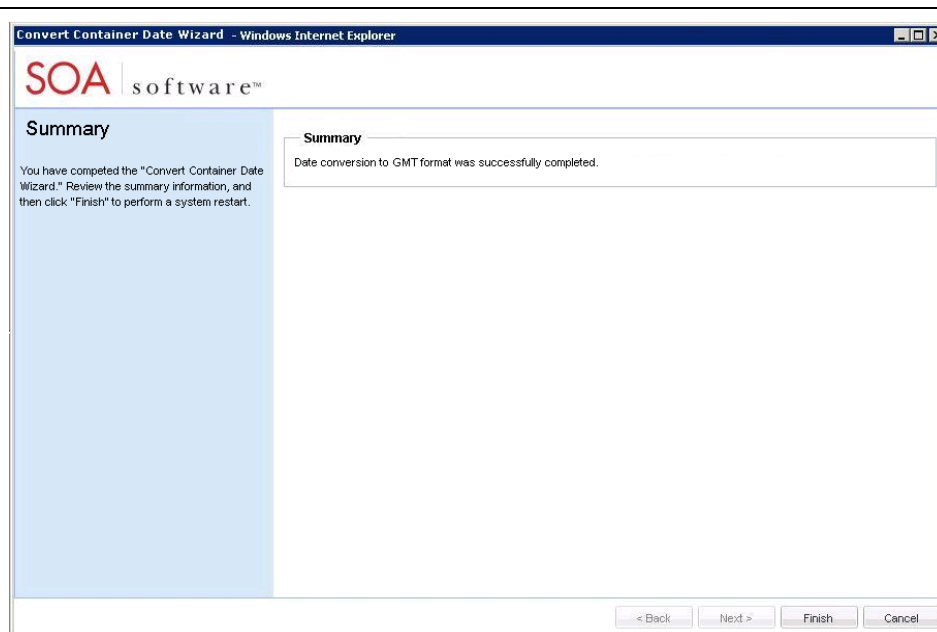 Convert Container Date Wizard - Windows Internet Explorer
SOA software™
Summary
You have competed the "Convert Container Date
Wizard." Review the summary information, and
then click "Finish" to perform a system restart.
Summary
Date conversion to GMT format was successfully completed.
< Back Next > Finish Cancel